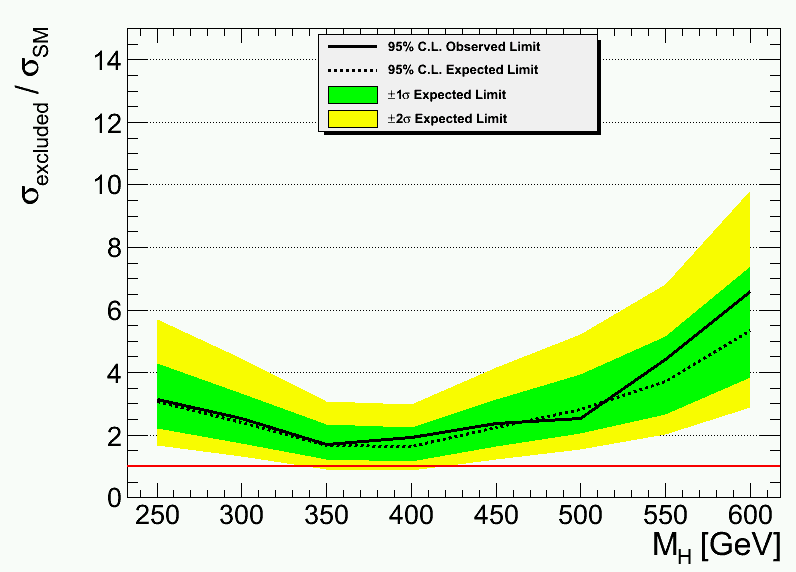 σexcluded / σSM
14
12
10
8
6
4
2
0
95% C.L. Observed Limit
95% C.L. Expected Limit
±1σ Expected Limit
±2σ Expected Limit
250 300 350 400 450 500 550 600
MH [GeV]